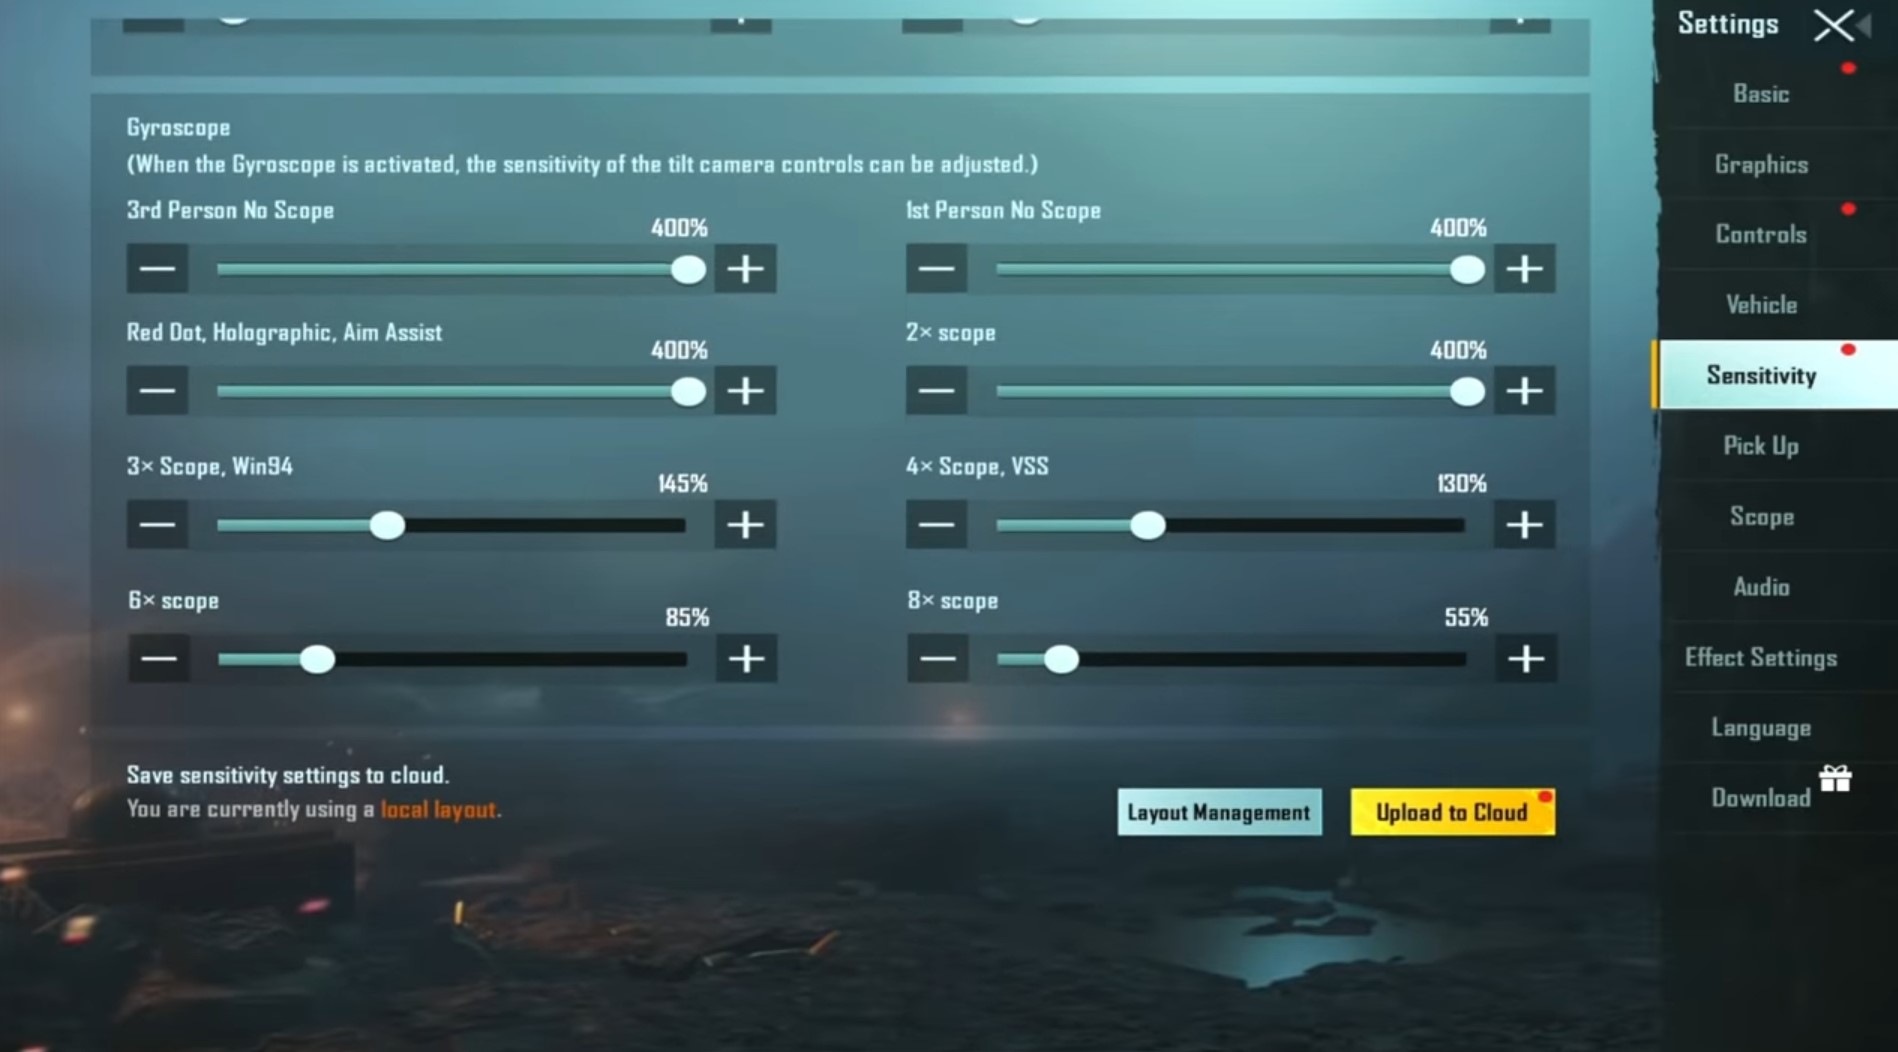 Settings
Basic
Graphics
Controls
Vehicle
Sensitivity
Pick Up
Scope
Audio
Effect Settings
Language
Download
Gyroscope
(When the Gyroscope is activated, the sensitivity of the tilt camera controls can be adjusted.)
3rd Person No Scope
400%
1st Person No Scope
400%
Red Dot, Holographic, Aim Assist
400%
2× scope
400%
3× Scope, Win94
145%
4× Scope, VSS
130%
6× scope
85%
8× scope
55%
Save sensitivity settings to cloud.
You are currently using a local layout.
Layout Management
Upload to Cloud